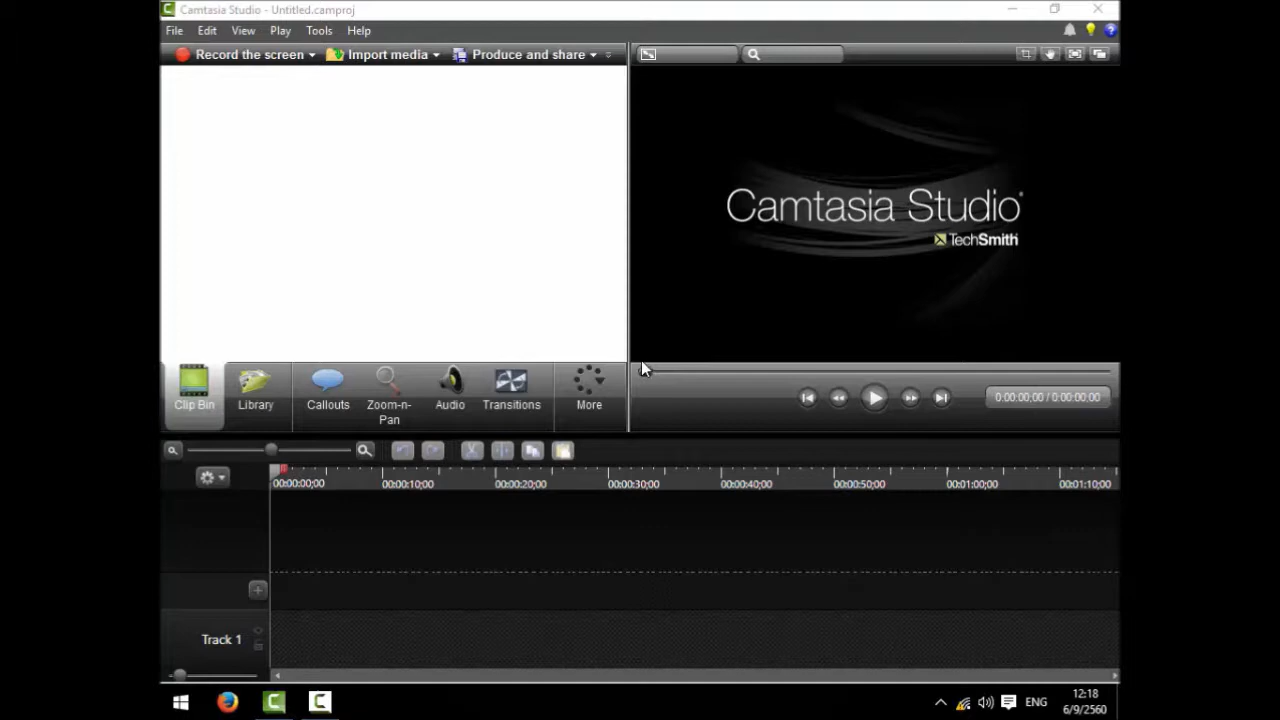 Camtasia Studio - Untitled.camproj
File Edit View Play Tools Help
Record the screen Import media Produce and share
Camtasia Studio®
TechSmith
Clip Bin Library Callouts Zoom-n-Pan Audio Transitions More
0:00:00;00 / 0:00:00;00
00:00:00;00 00:00:10;00 00:00:20;00 00:00:30;00 00:00:40;00 00:00:50;00 00:01:00;00 00:01:10;00
Track 1
ENG
12:18
6/9/2560